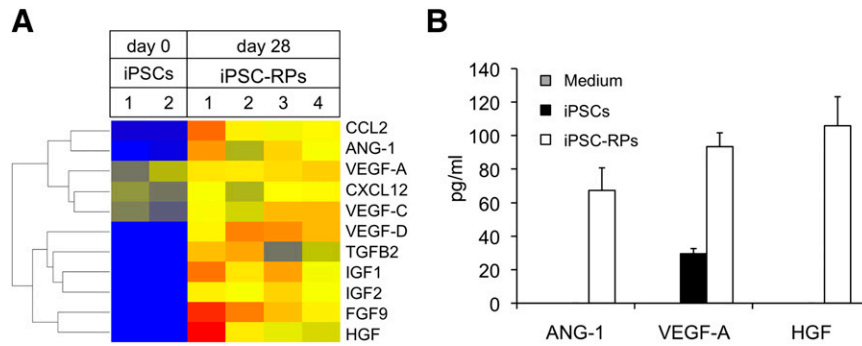 A
day 0 day 28
iPSCs iPSC-RPs
1 2 1 2 3 4
CCL2
ANG-1
VEGF-A
CXCL12
VEGF-C
VEGF-D
TGFB2
IGF1
IGF2
FGF9
HGF
B
140
120
100
80
60
40
20
0
pg/ml
Medium
iPSCs
iPSC-RPs
ANG-1 VEGF-A HGF